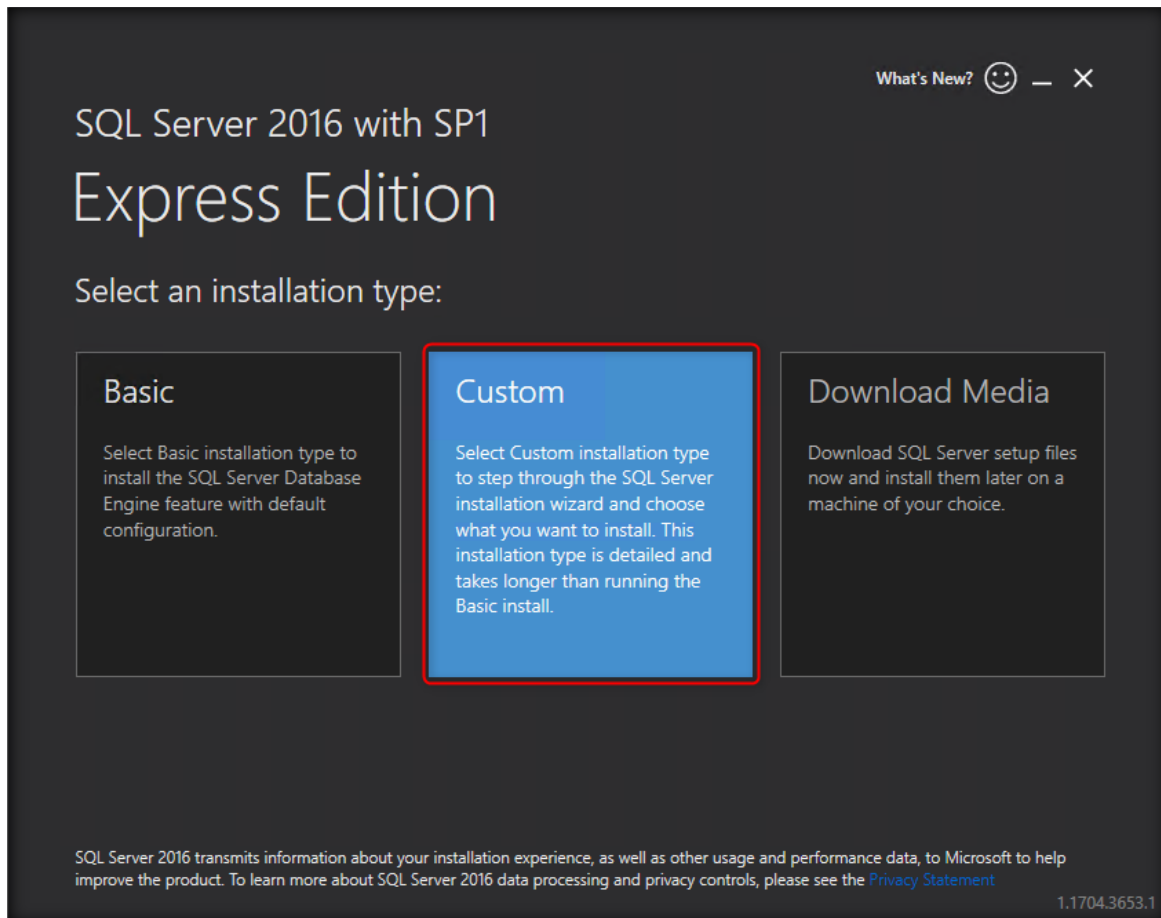 What's New?
SQL Server 2016 with SP1
Express Edition
Select an installation type:
Basic
Select Basic installation type to
install the SQL Server Database
Engine feature with default
configuration.
Custom
Select Custom installation type
to step through the SQL Server
installation wizard and choose
what you want to install. This
installation type is detailed and
takes longer than running the
Basic install.
Download Media
Download SQL Server setup files
now and install them later on a
machine of your choice.
SQL Server 2016 transmits information about your installation experience, as well as other usage and performance data, to Microsoft to help
improve the product. To learn more about SQL Server 2016 data processing and privacy controls, please see the Privacy Statement
1.1704.3653.1